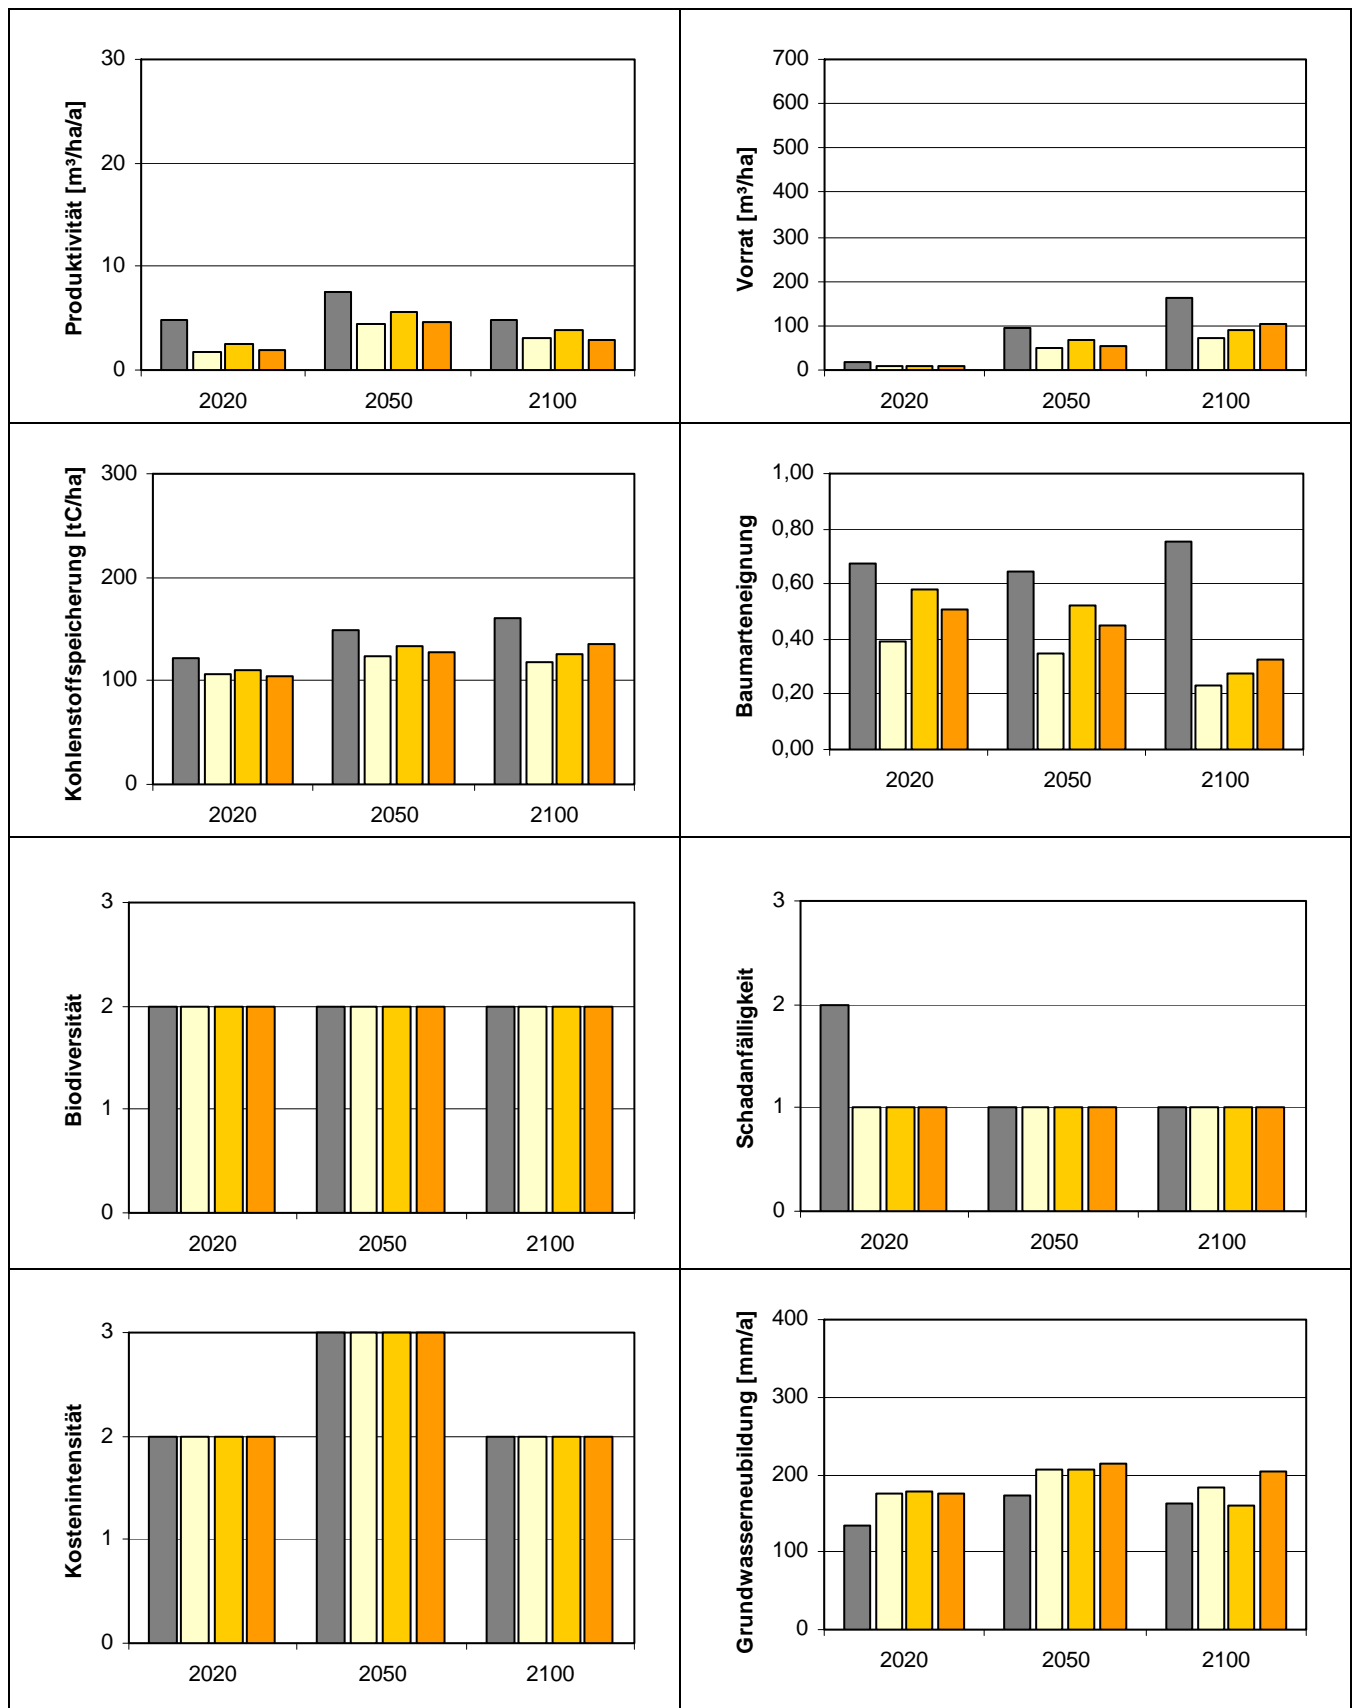 Produktivität [m³/ha/a]
30
20
10
0
2020 2050 2100
Vorrat [m³/ha]
700
600
500
400
300
200
100
0
2020 2050 2100
Kohlenstoffspeicherung [tC/ha]
300
200
100
0
2020 2050 2100
Baumarteneignung
1,00
0,80
0,60
0,40
0,20
0,00
2020 2050 2100
Biodiversität
3
2
1
0
2020 2050 2100
Schadanfälligkeit
3
2
1
0
2020 2050 2100
Kostenintensität
3
2
1
0
2020 2050 2100
Grundwasserneubildung [mm/a]
400
300
200
100
0
2020 2050 2100